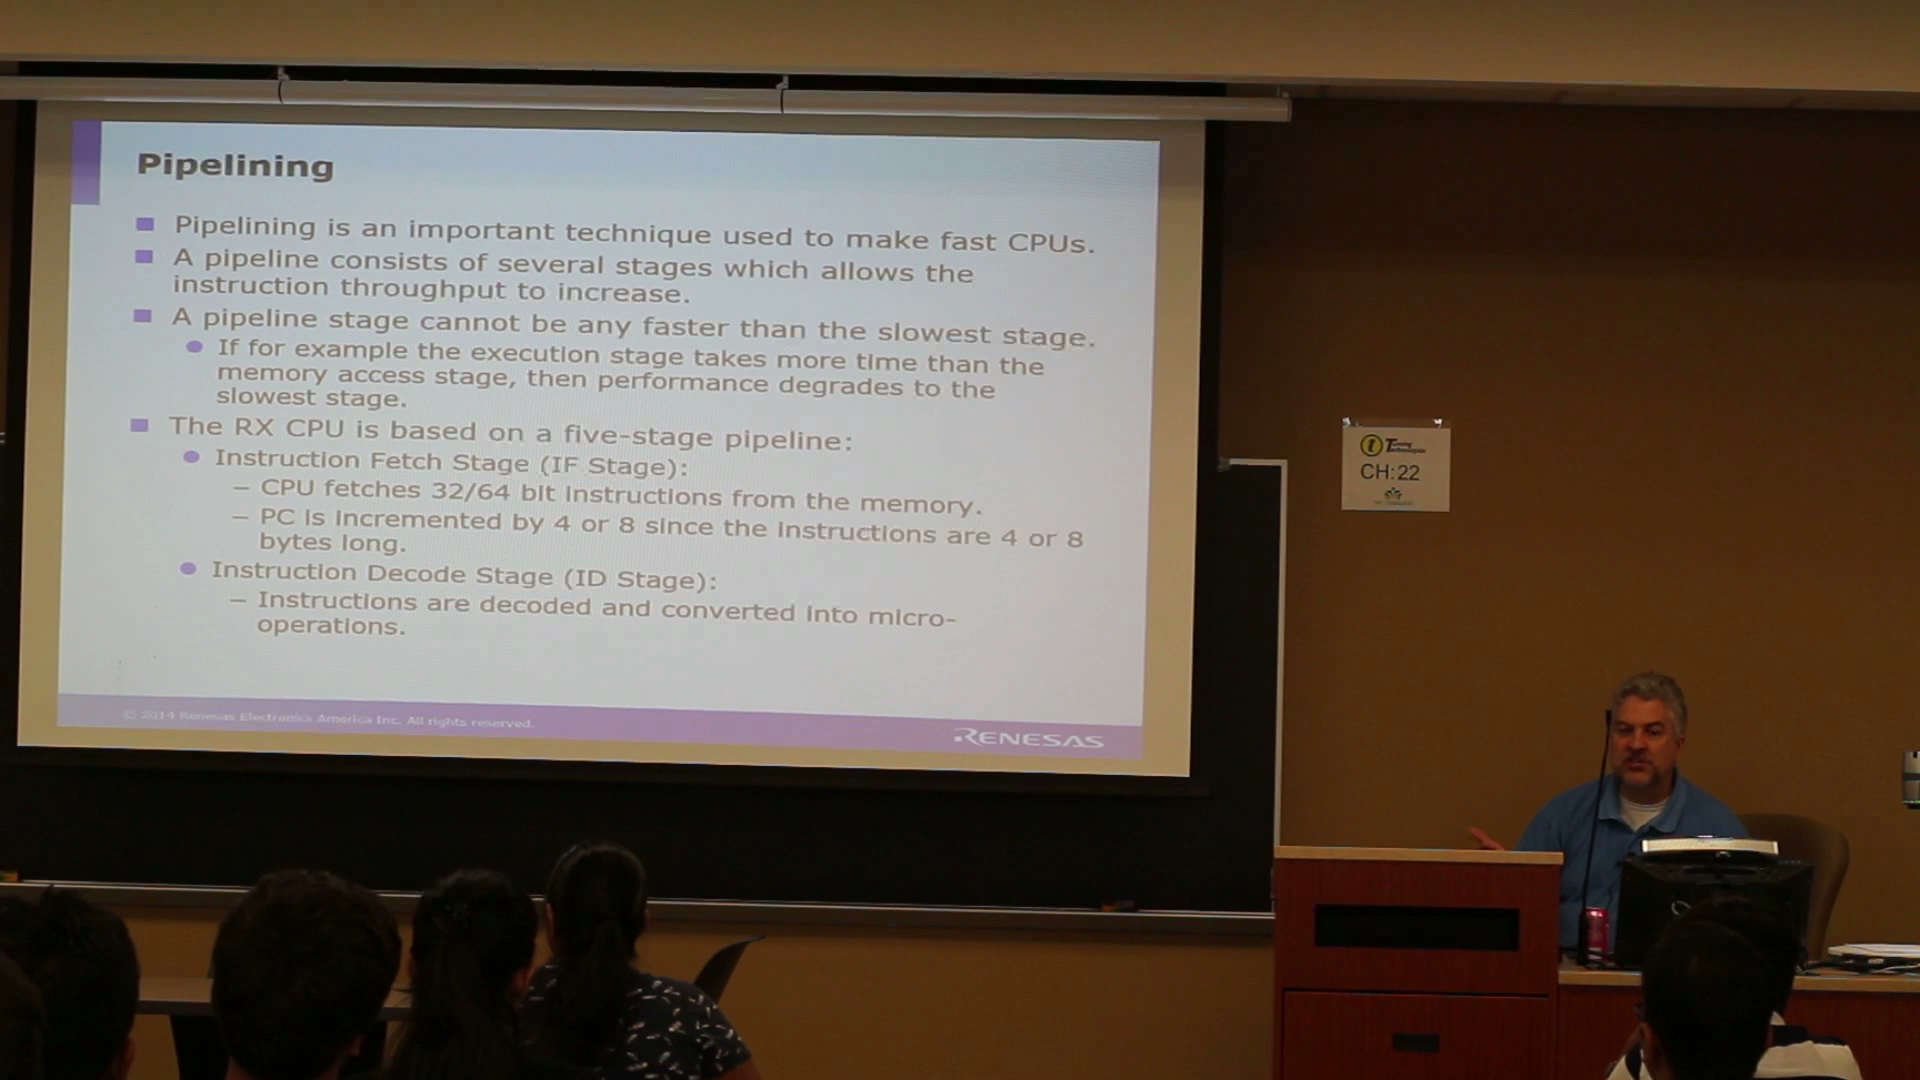 Pipelining
Pipelining is an important technique used to make fast CPUs.
A pipeline consists of several stages which allows the
instruction throughput to increase.
A pipeline stage cannot be any faster than the slowest stage.
If for example the execution stage takes more time than the
memory access stage, then performance degrades to the
slowest stage.
The RX CPU is based on a five-stage pipeline:
Instruction Fetch Stage (IF Stage):
– CPU fetches 32/64 bit instructions from the memory.
– PC is incremented by 4 or 8 since the instructions are 4 or 8
bytes long.
Instruction Decode Stage (ID Stage):
– Instructions are decoded and converted into micro-
operations.
© 2014 Renesas Electronics America Inc. All rights reserved.
RENESAS
Turning
Technologies
CH:22